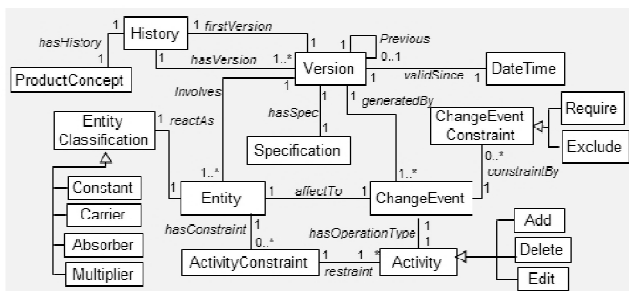 1 History 1 firstVersion
hasHistory 1 1 1 1 Previous
1 hasVersion 1..* Version 0..1
ProductConcept Involves 1 1 1 1 validSince 1 DateTime
Entity Classification 1 reactAs hasSpec generatedBy ChangeEvent Constraint Require
1 Specification 0..* Exclude
Constant 1..* 1..* constraintBy
Carrier 1 Entity 1 affectTo 1 ChangeEvent 1
Absorber hasConstraint 1 hasOperationType 1 Add
Multiplier 0..* 1 Delete
ActivityConstraint 1 restraint * Activity Edit